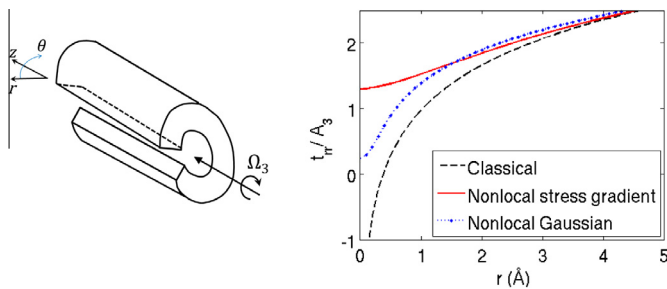 θ
z
r
Ω3
t_rr/A_3
2
1
0
-1
Classical
Nonlocal stress gradient
Nonlocal Gaussian
0 1 2 3 4 5
r (Å)